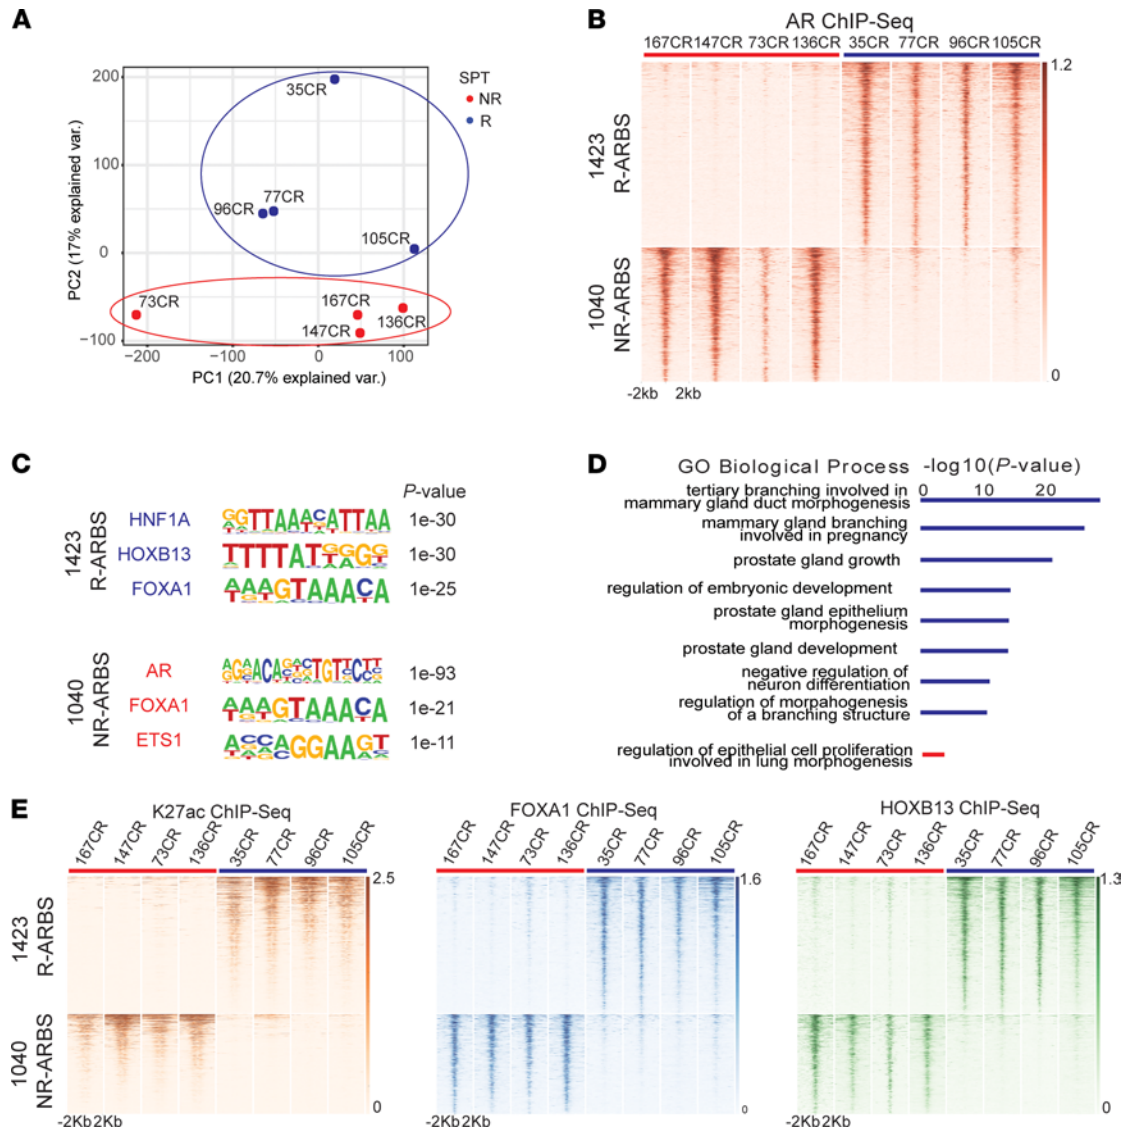 A
200
100
0
−100
−200
−100
0
100
PC2 (17% explained var.)
PC1 (20.7% explained var.)
35CR
96CR
77CR
105CR
73CR
167CR
147CR
136CR
SPT
NR
R
B
AR ChIP-Seq
167CR 147CR 73CR 136CR 35CR 77CR 96CR 105CR
1423
R-ARBS
1040
NR-ARBS
1.2
0
-2kb 2kb
C
P-value
1423
R-ARBS
HNF1A GGTTAATCATTAA 1e-30
HOXB13 TTTTATGGGG 1e-30
FOXA1 AAAGTAAACA 1e-25
1040
NR-ARBS
AR 1e-93
FOXA1 AAAGTAAACA 1e-21
ETS1 ACCAGGAAGT 1e-11
D
GO Biological Process -log10(P-value)
0 10 20
tertiary branching involved in
mammary gland duct morphogenesis
mammary gland branching
involved in pregnancy
prostate gland growth
regulation of embryonic development
prostate gland epithelium
morphogenesis
prostate gland development
negative regulation of
neuron differentiation
regulation of morpahogenesis
of a branching structure
regulation of epithelial cell proliferation
involved in lung morphogenesis
E
K27ac ChIP-Seq
167CR 147CR 73CR 136CR 35CR 77CR 96CR 105CR
1423
R-ARBS
1040
NR-ARBS
2.5
0
-2Kb 2Kb
FOXA1 ChIP-Seq
167CR 147CR 73CR 136CR 35CR 77CR 96CR 105CR
1.6
0
-2Kb 2Kb
HOXB13 ChIP-Seq
167CR 147CR 73CR 136CR 35CR 77CR 96CR 105CR
1.3
0
-2Kb 2Kb